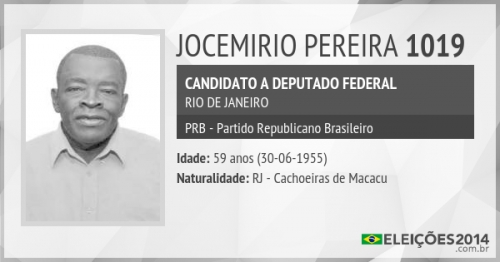 JOCEMIRIO PEREIRA 1019
CANDIDATO A DEPUTADO FEDERAL
RIO DE JANEIRO
PRB - Partido Republicano Brasileiro
Idade: 59 anos (30-06-1955)
Naturalidade: RJ - Cachoeiras de Macacu
ELEIÇÕES2014
.com.br